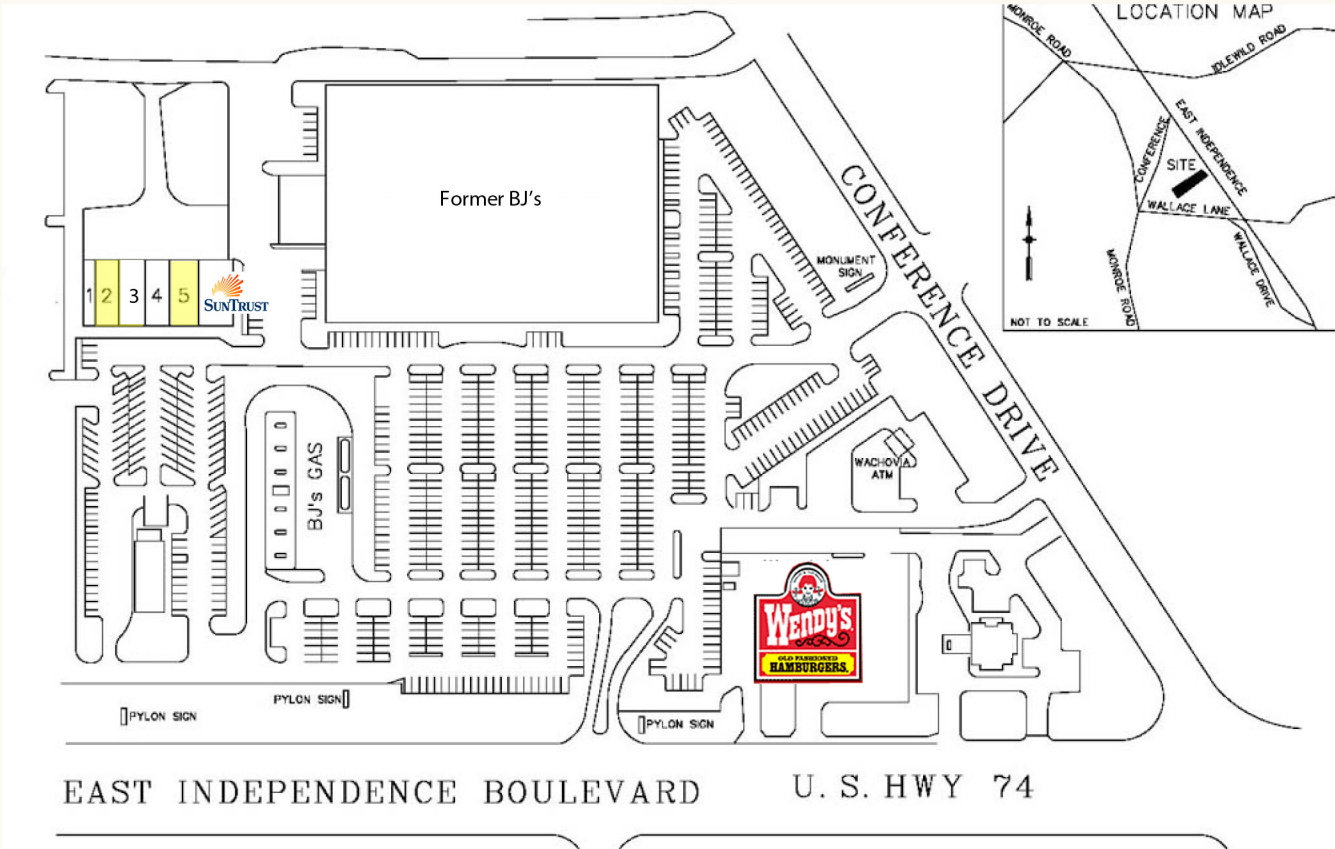 LOCATION MAP
MONROE ROAD
IDLEWILD ROAD
EAST INDEPENDENCE
CONFERENCE
SITE
WALLACE LANE
WALLACE DRIVE
MONROE ROAD
NOT TO SCALE
Former BJ's
CONFERENCE DRIVE
MONUMENT
SIGN
1 2 3 4 5
SUNTRUST
BJ's GAS
WACHOVIA
ATM
WENDY'S
OLD FASHIONED
HAMBURGERS.
PYLON SIGN
PYLON SIGN
PYLON SIGN
EAST INDEPENDENCE BOULEVARD
U. S. HWY 74